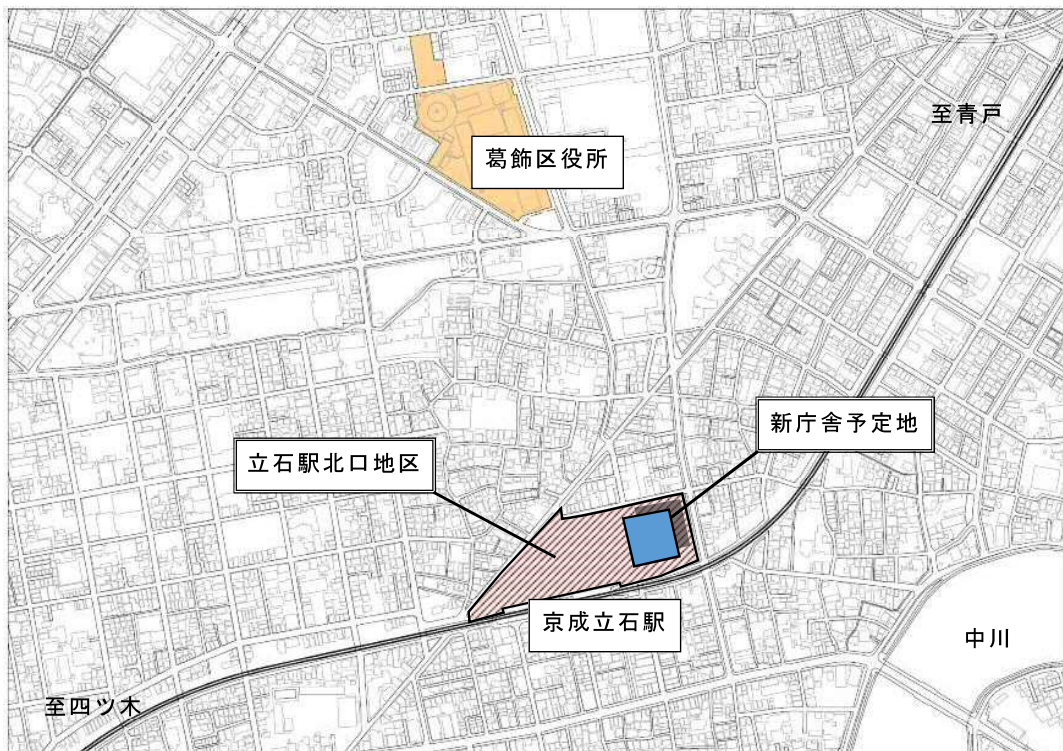 至青戸
葛飾区役所
新庁舎予定地
立石駅北口地区
京成立石駅
中川
至四ツ木